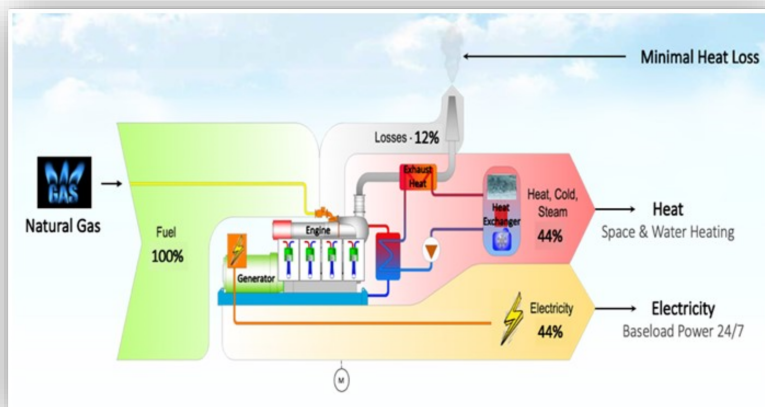 Minimal Heat Loss
Losses - 12%
GAS
Natural Gas
Fuel
100%
Exhaust
Heat
Engine
Generator
Heat
Exchanger
Heat, Cold,
Steam
44%
Heat
Space & Water Heating
Electricity
44%
Electricity
Baseload Power 24/7
M